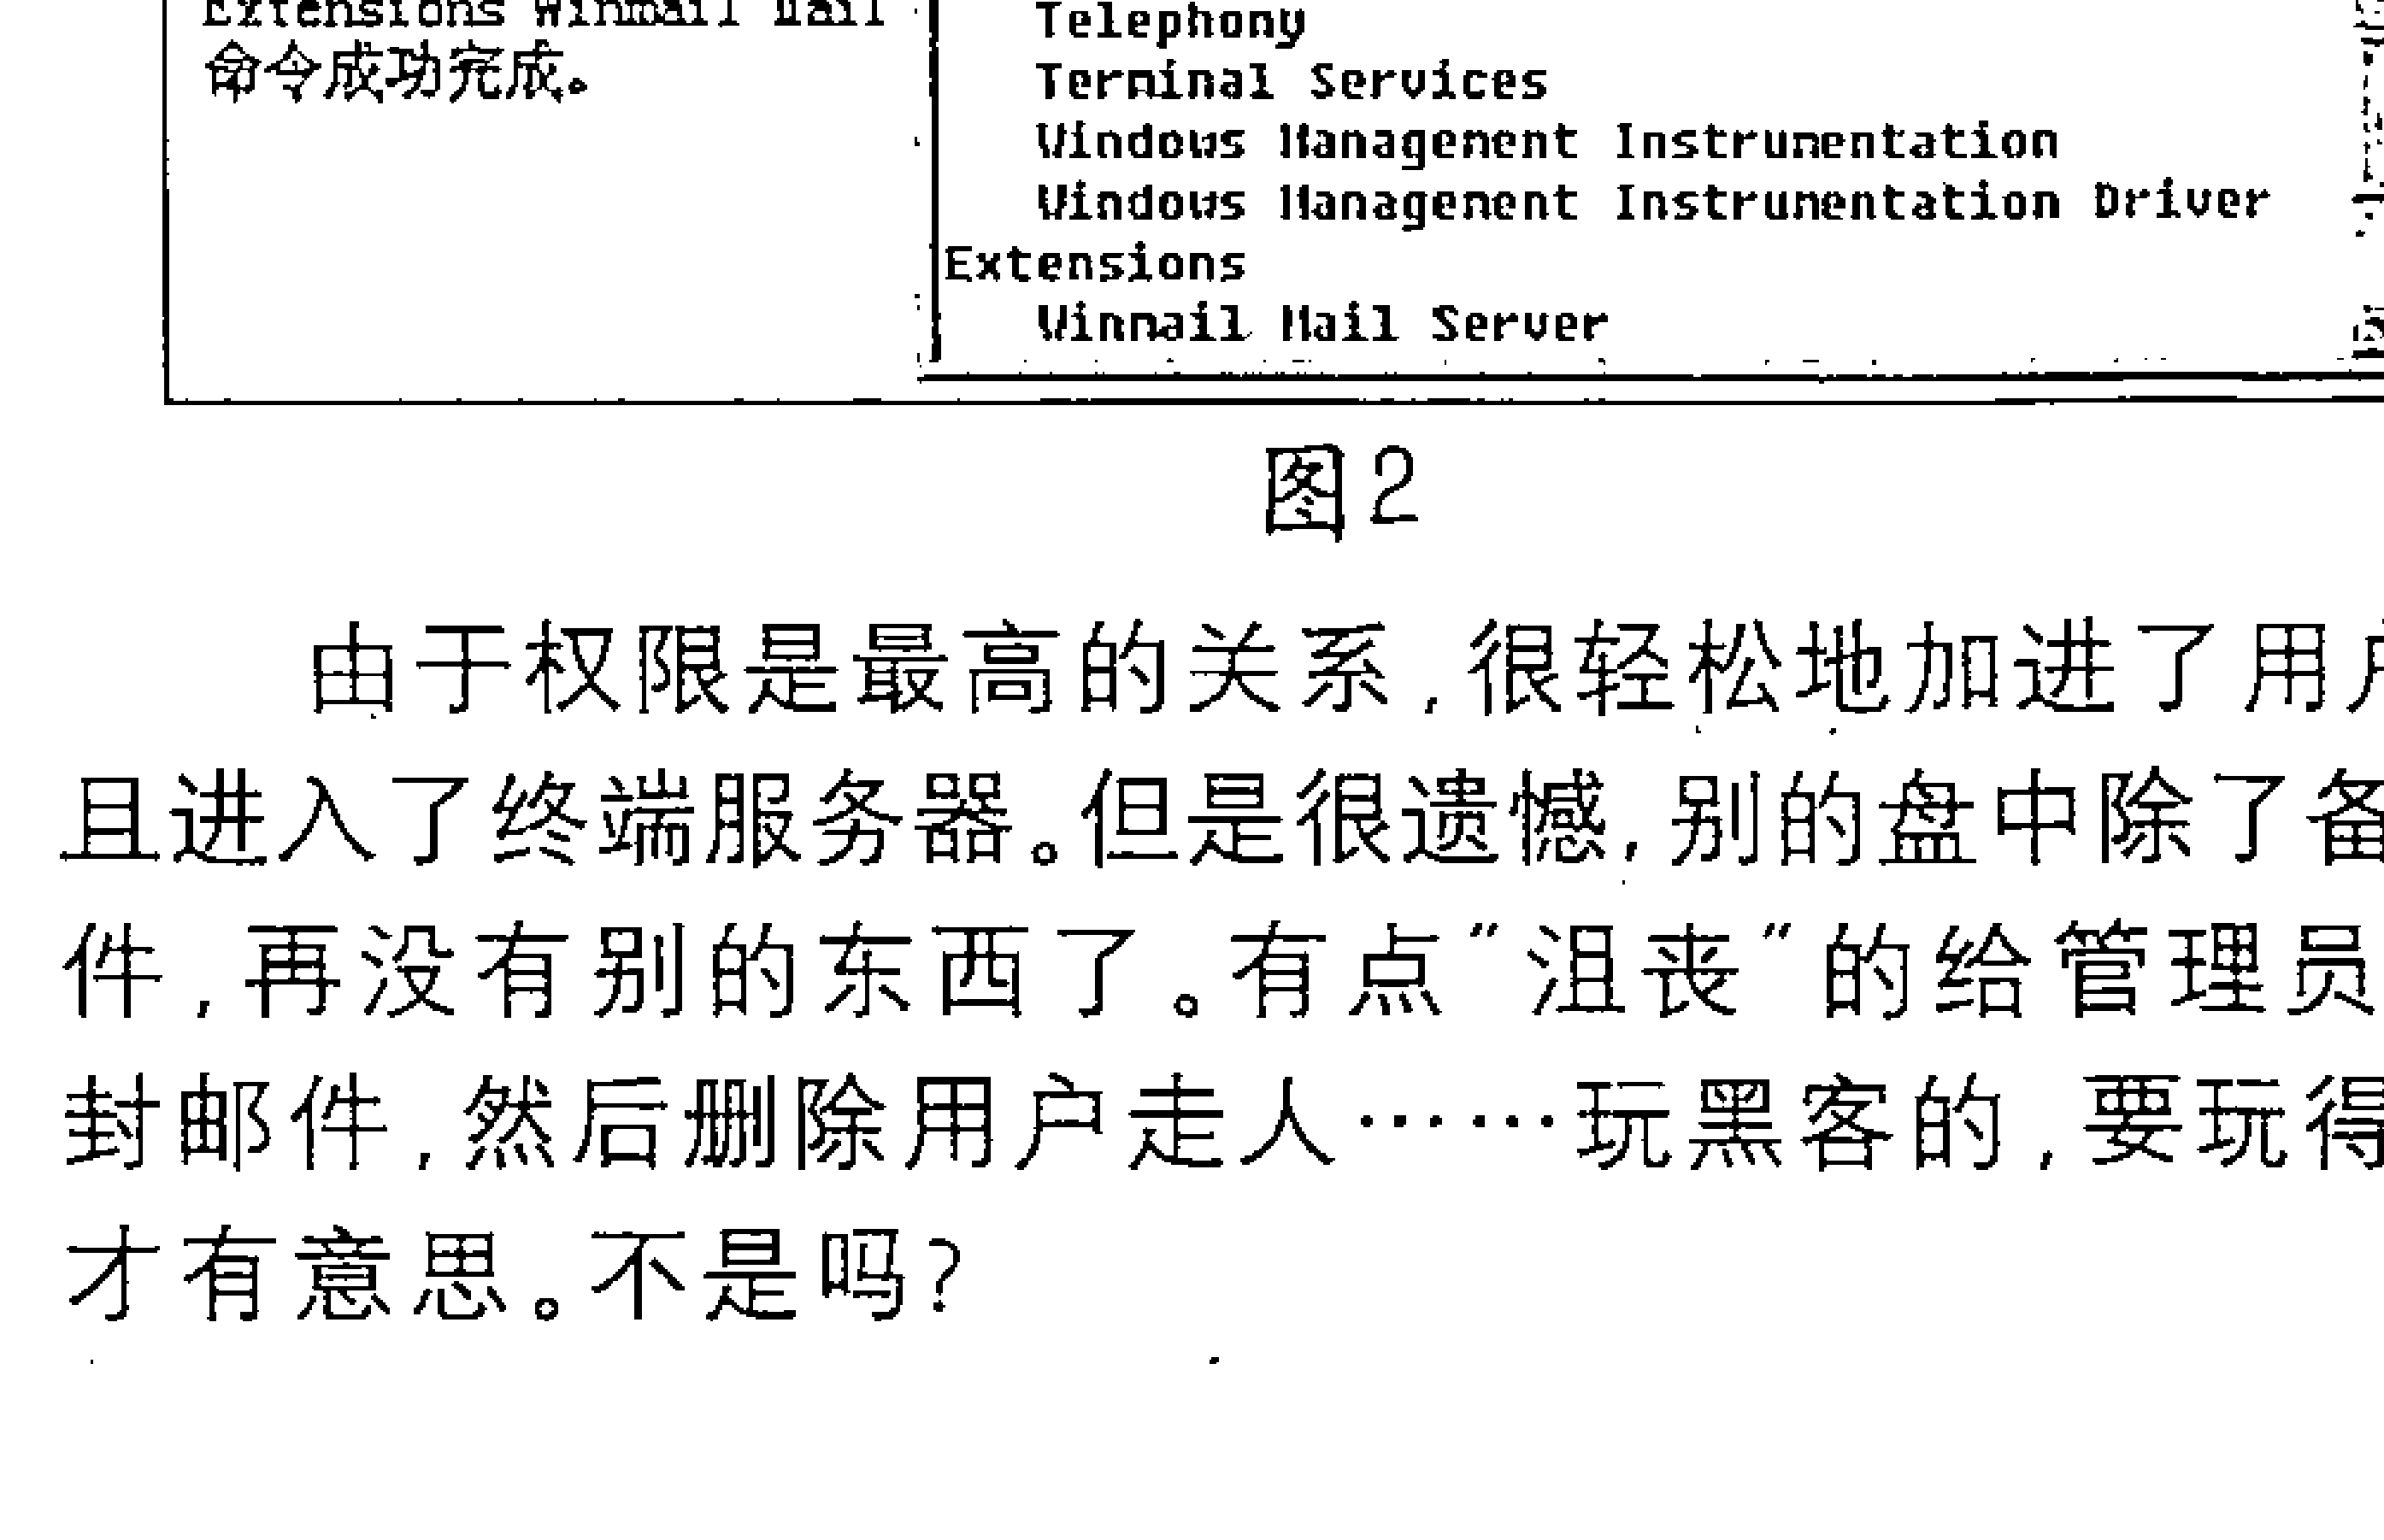 Extensions Winmail Mail
命令成功完成。
Telephony
Terminal Services
Windows Management Instrumentation
Windows Management Instrumentation Driver
Extensions
Winmail Mail Server
图2
由于权限是最高的关系,很轻松地加进了用户
且进入了终端服务器。但是很遗憾,别的盘中除了备
件,再没有别的东西了。有点"沮丧"的给管理员
封邮件,然后删除用户走人……玩黑客的,要玩得
才有意思。不是吗?